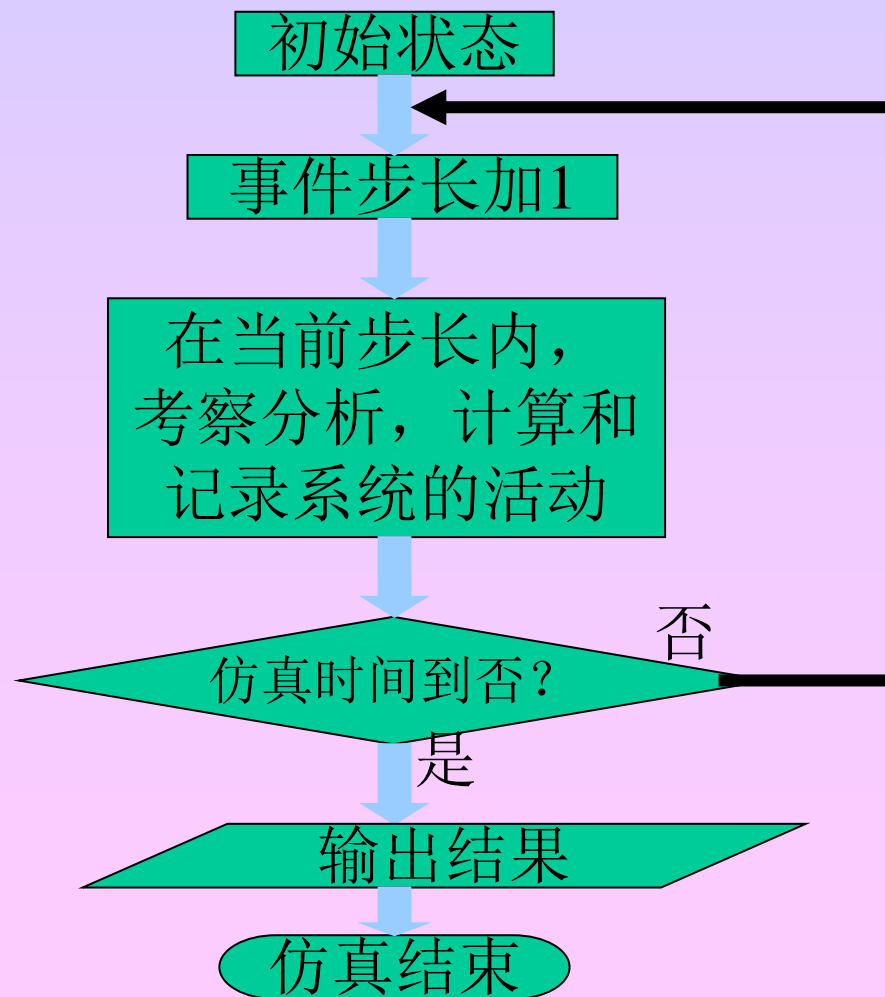 初始状态
事件步长加1
在当前步长内，
考察分析，计算和
记录系统的活动
否
仿真时间到否？
是
输出结果
仿真结束